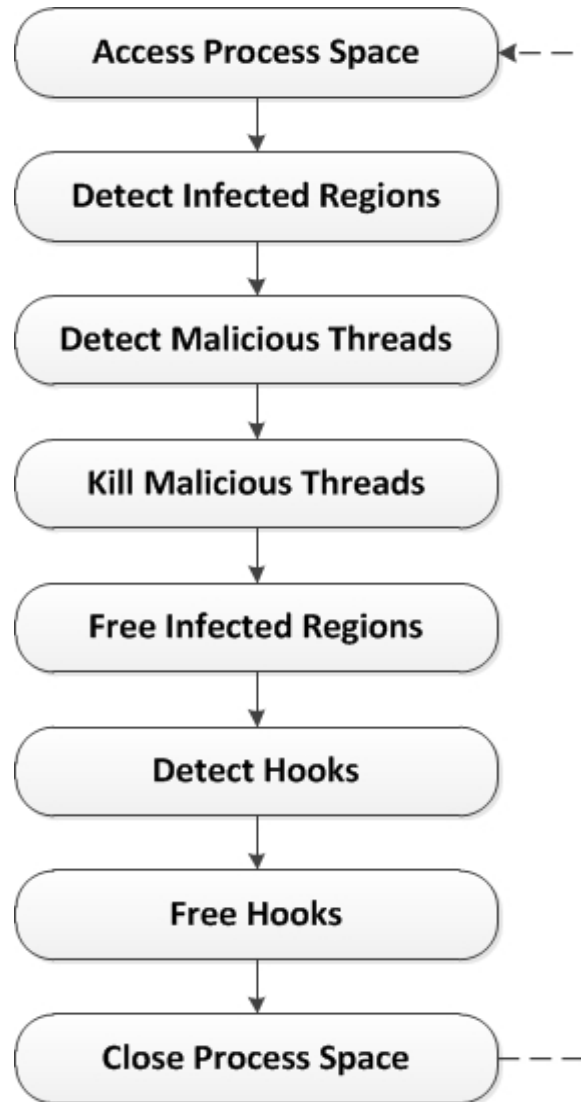 Access Process Space
Detect Infected Regions
Detect Malicious Threads
Kill Malicious Threads
Free Infected Regions
Detect Hooks
Free Hooks
Close Process Space